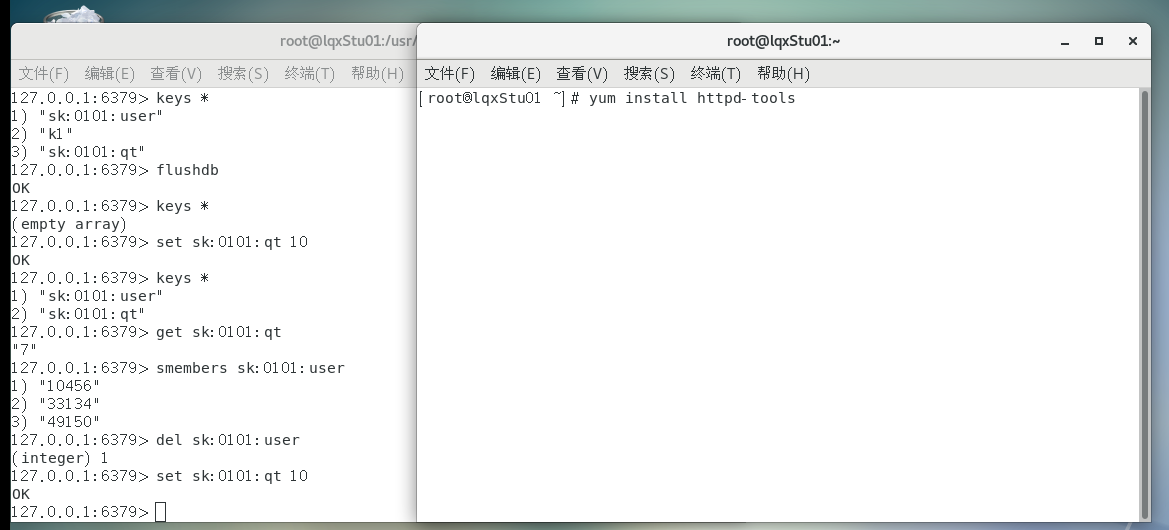 root@lqxStu01:/usr/
文件(F) 编辑(E) 查看(V) 搜索(S) 终端(T) 帮助(H)
127.0.0.1:6379> keys *
1) "sk:0101:user"
2) "k1"
3) "sk:0101:qt"
127.0.0.1:6379> flushdb
OK
127.0.0.1:6379> keys *
(empty array)
127.0.0.1:6379> set sk:0101:qt 10
OK
127.0.0.1:6379> keys *
1) "sk:0101:user"
2) "sk:0101:qt"
127.0.0.1:6379> get sk:0101:qt
"7"
127.0.0.1:6379> smembers sk:0101:user
1) "10456"
2) "33134"
3) "49150"
127.0.0.1:6379> del sk:0101:user
(integer) 1
127.0.0.1:6379> set sk:0101:qt 10
OK
127.0.0.1:6379>
root@lqxStu01:~
文件(F) 编辑(E) 查看(V) 搜索(S) 终端(T) 帮助(H)
[root@lqxStu01 ~]# yum install httpd-tools